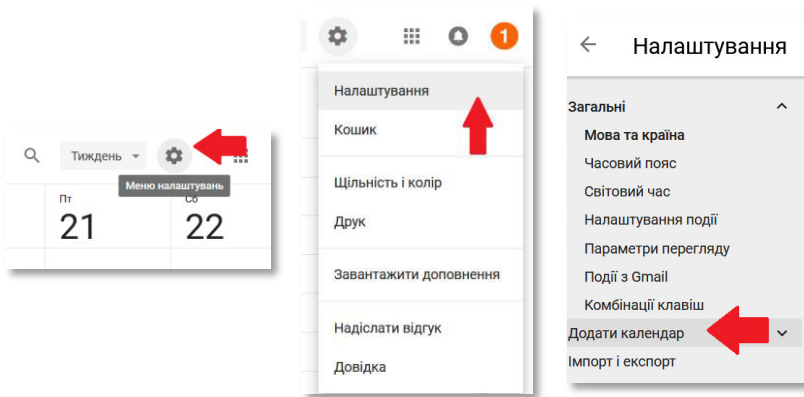 Тиждень
Меню налаштувань
Пт
Сб
21
22
1
Налаштування
Кошик
Щільність і колір
Друк
Завантажити доповнення
Надіслати відгук
Довідка
Налаштування
Загальні
Мова та країна
Часовий пояс
Світовий час
Налаштування події
Параметри перегляду
Події з Gmail
Комбінації клавіш
Додати календар
Імпорт і експорт